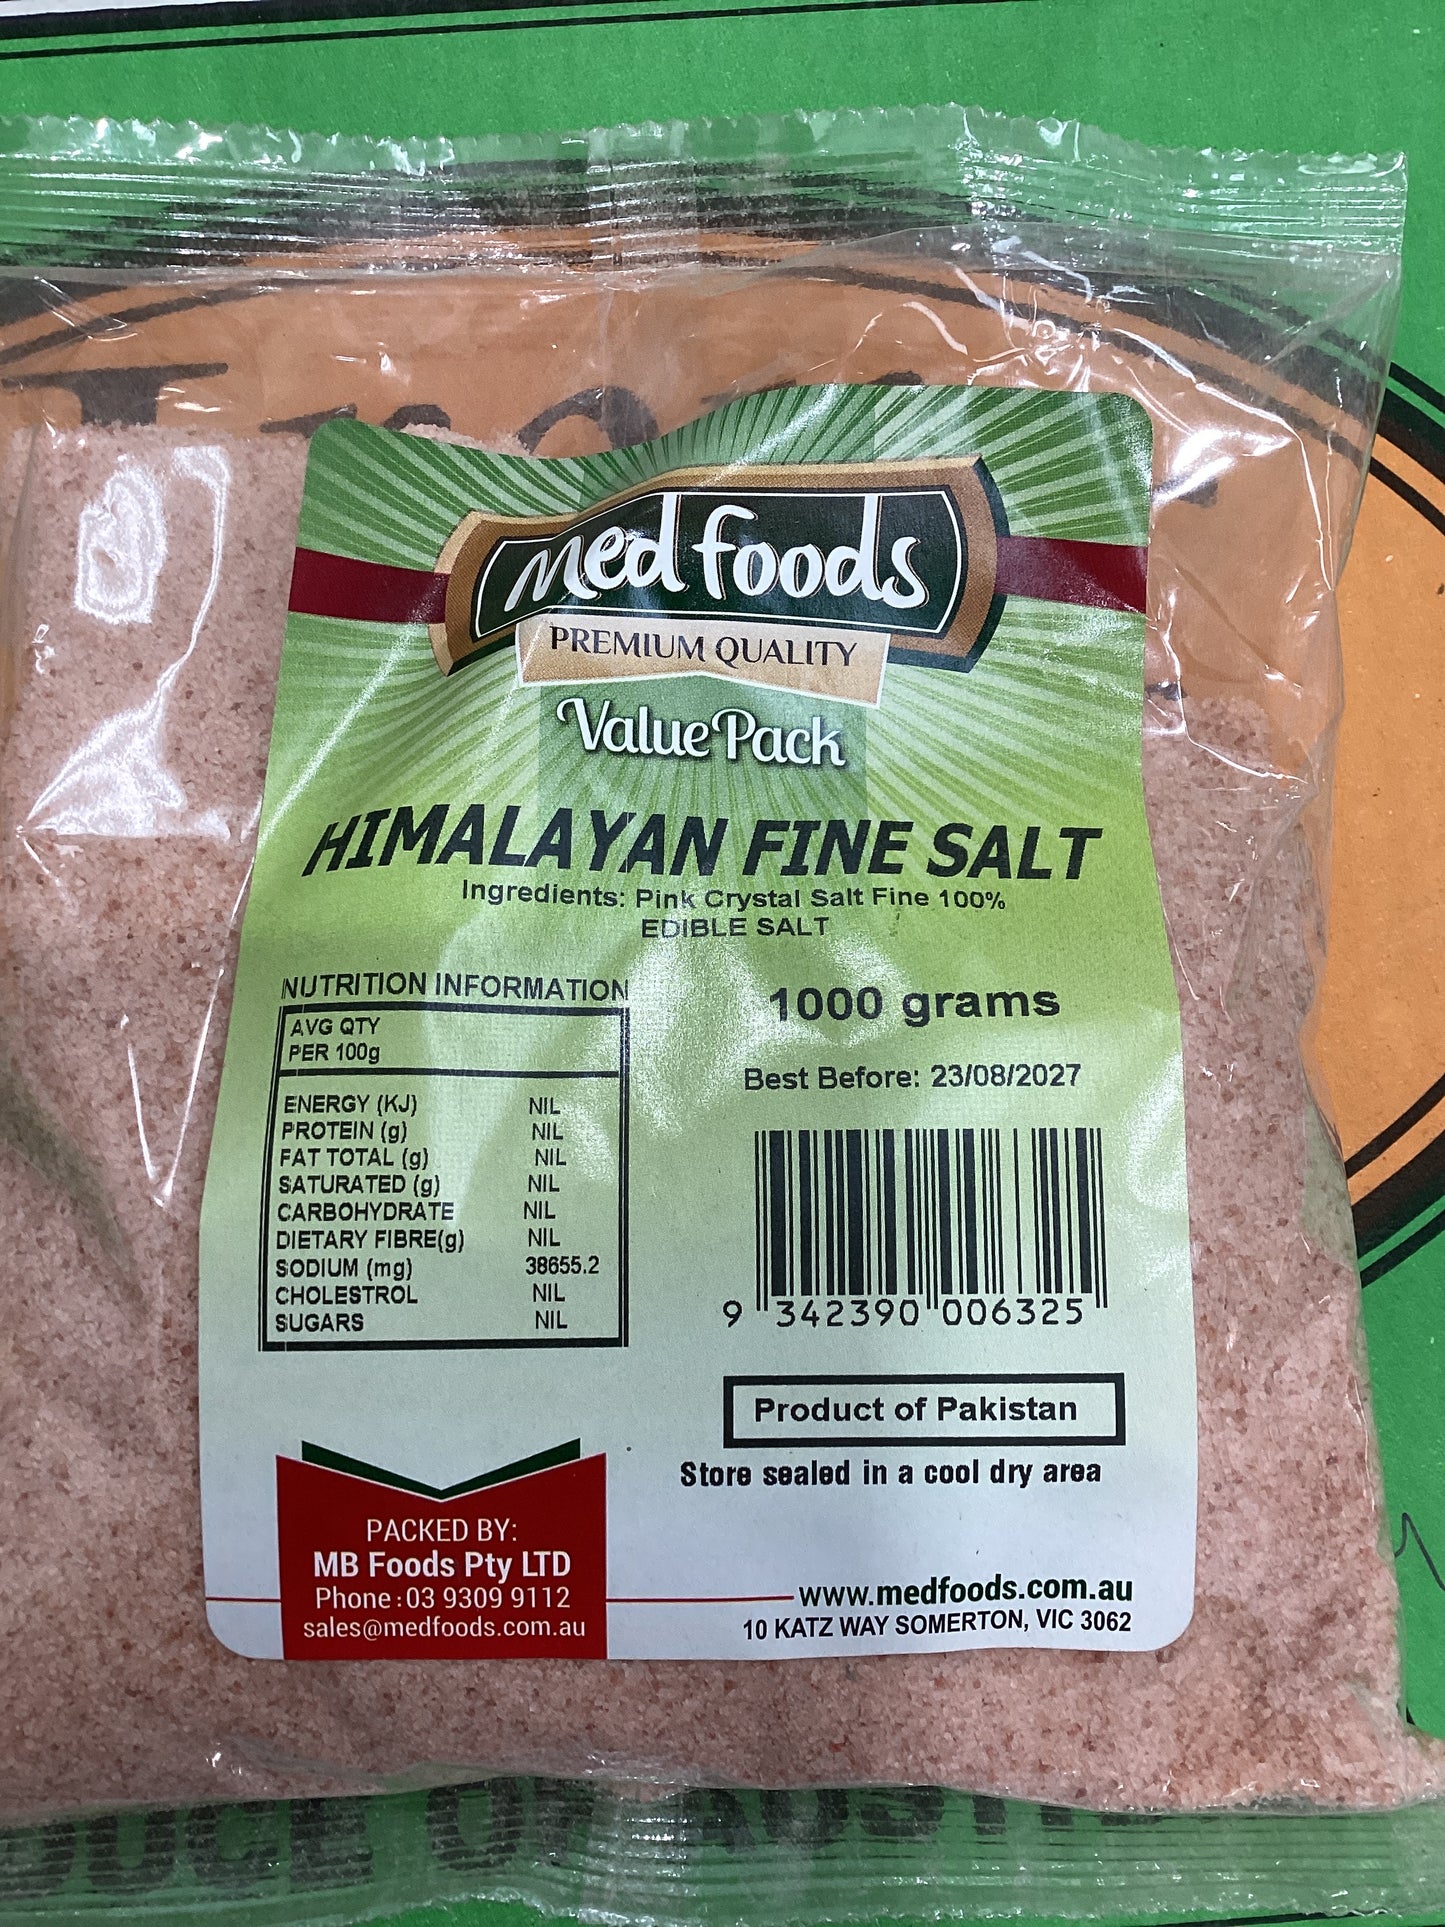 Med foods
PREMIUM QUALITY
Value Pack
HIMALAYAN FINE SALT
Ingredients: Pink Crystal Salt Fine 100%
EDIBLE SALT
NUTRITION INFORMATION
AVG QTY
PER 100g
ENERGY (KJ) NIL
PROTEIN (g) NIL
FAT TOTAL (g) NIL
SATURATED (g) NIL
CARBOHYDRATE NIL
DIETARY FIBRE(g) NIL
SODIUM (mg) 38655.2
CHOLESTROL NIL
SUGARS NIL
1000 grams
Best Before: 23/08/2027
9 342390 006325
Product of Pakistan
Store sealed in a cool dry area
PACKED BY:
MB Foods Pty LTD
Phone:03 9309 9112
sales@medfoods.com.au
www.medfoods.com.au
10 KATZ WAY SOMERTON, VIC 3062